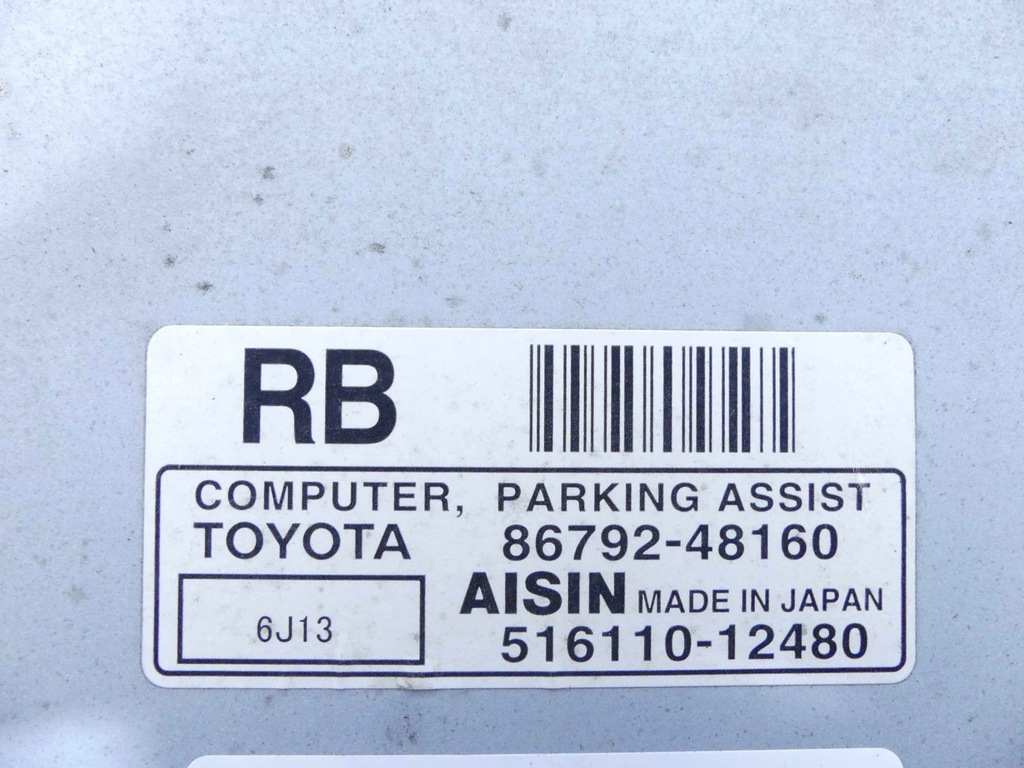 RB
COMPUTER, PARKING ASSIST
TOYOTA 86792-48160
AISIN MADE IN JAPAN
6J13
516110-12480